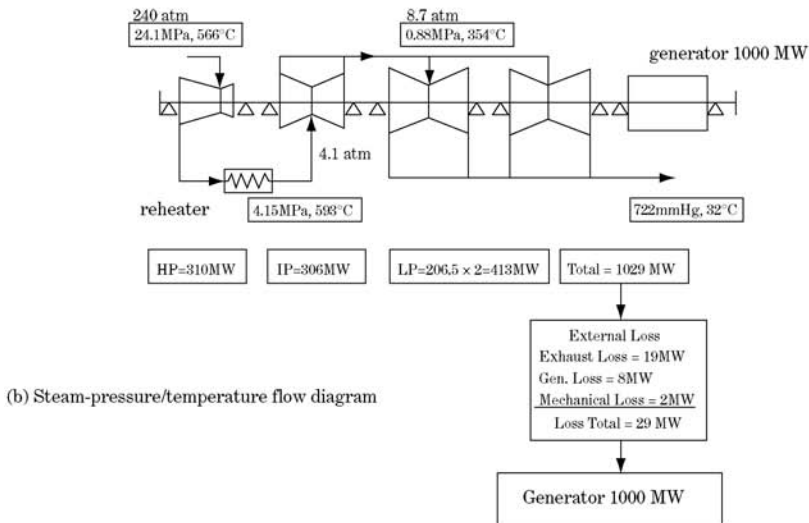 240 atm
24.1MPa, 566°C
8.7 atm
0.88MPa, 354°C
generator 1000 MW
4.1 atm
reheater
4.15MPa, 593°C
722mmHg, 32°C
HP=310MW
IP=306MW
LP=206.5 × 2=413MW
Total = 1029 MW
External Loss
Exhaust Loss = 19MW
Gen. Loss = 8MW
Mechanical Loss = 2MW
Loss Total = 29 MW
(b) Steam-pressure/temperature flow diagram
Generator 1000 MW